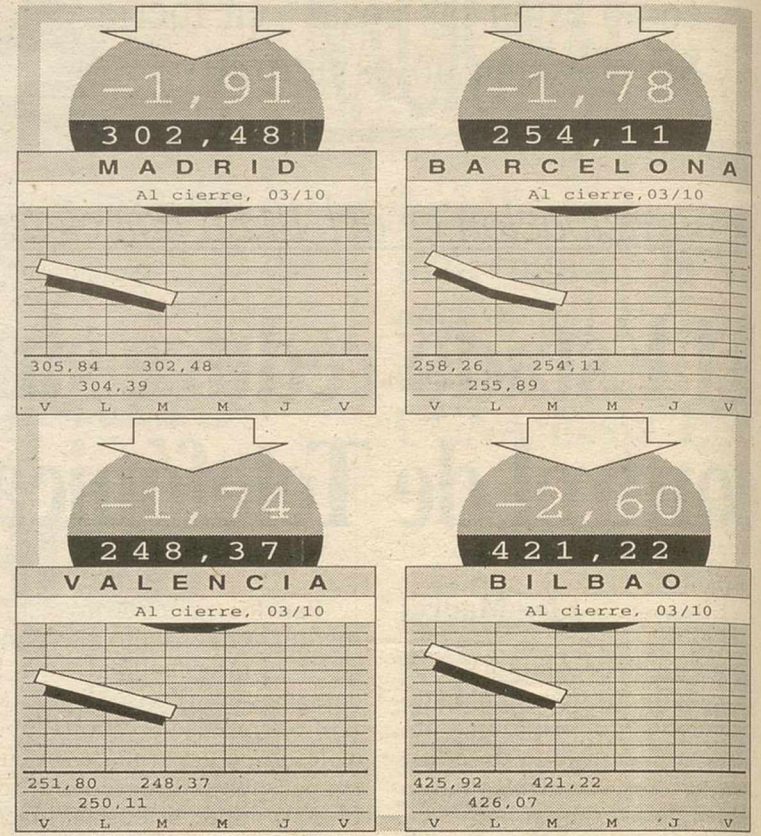 −1,91
302,48
MADRID
Al cierre, 03/10
305,84 302,48
304,39
V L M M J V
−1,78
254,11
BARCELONA
Al cierre,03/10
258,26 254,11
255,89
V L M M J V
−1,74
248,37
VALENCIA
Al cierre, 03/10
251,80 248,37
250,11
V L M M J V
−2,60
421,22
BILBAO
Al cierre, 03/10
425,92 421,22
426,07
V L M M J V